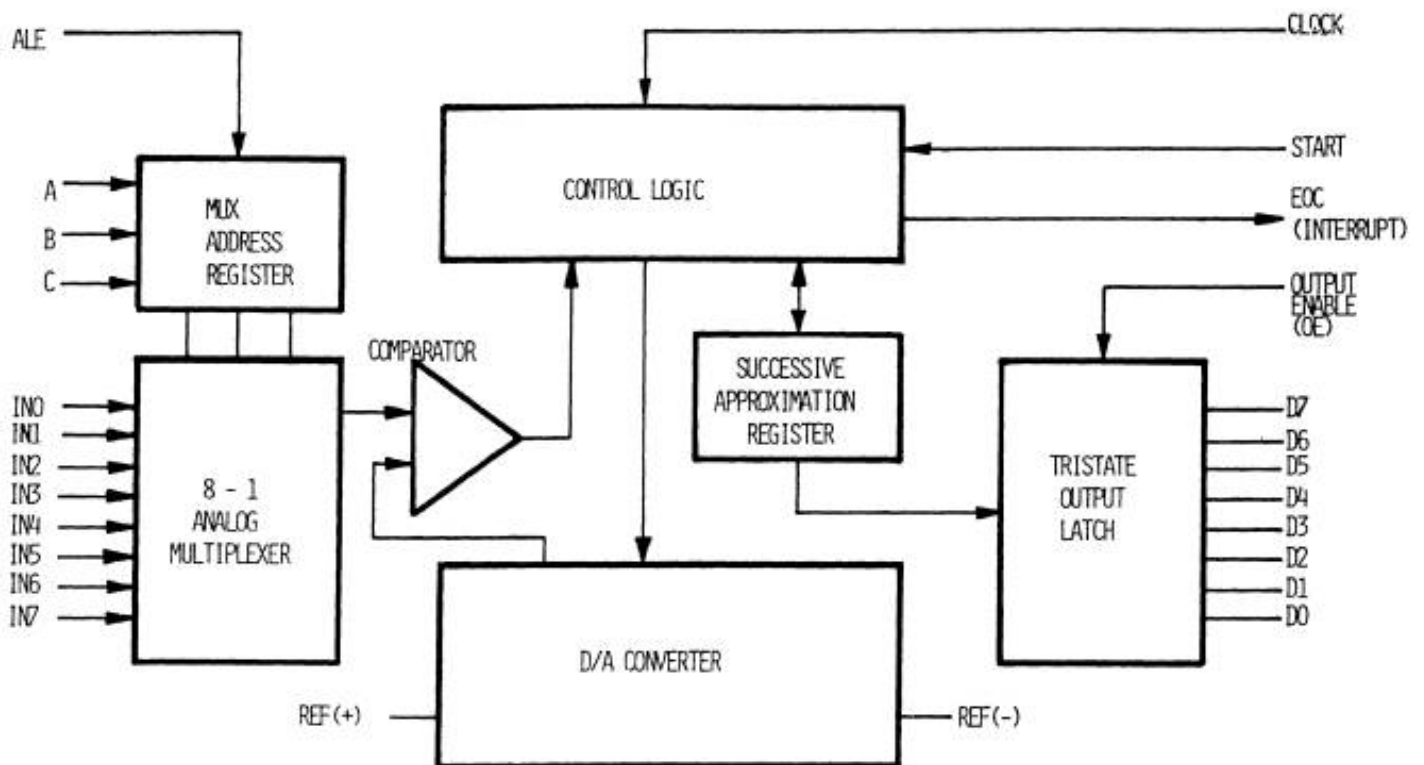 ALE
CLOCK
A
B
C
MUX
ADDRESS
REGISTER
CONTROL LOGIC
START
EOC
(INTERRUPT)
OUTPUT
ENABLE
(OE)
COMPARATOR
IN0
IN1
IN2
IN3
IN4
IN5
IN6
IN7
8 - 1
ANALOG
MULTIPLEXER
SUCCESSIVE
APPROXIMATION
REGISTER
TRISTATE
OUTPUT
LATCH
D7
D6
D5
D4
D3
D2
D1
D0
D/A CONVERTER
REF(+)
REF(-)